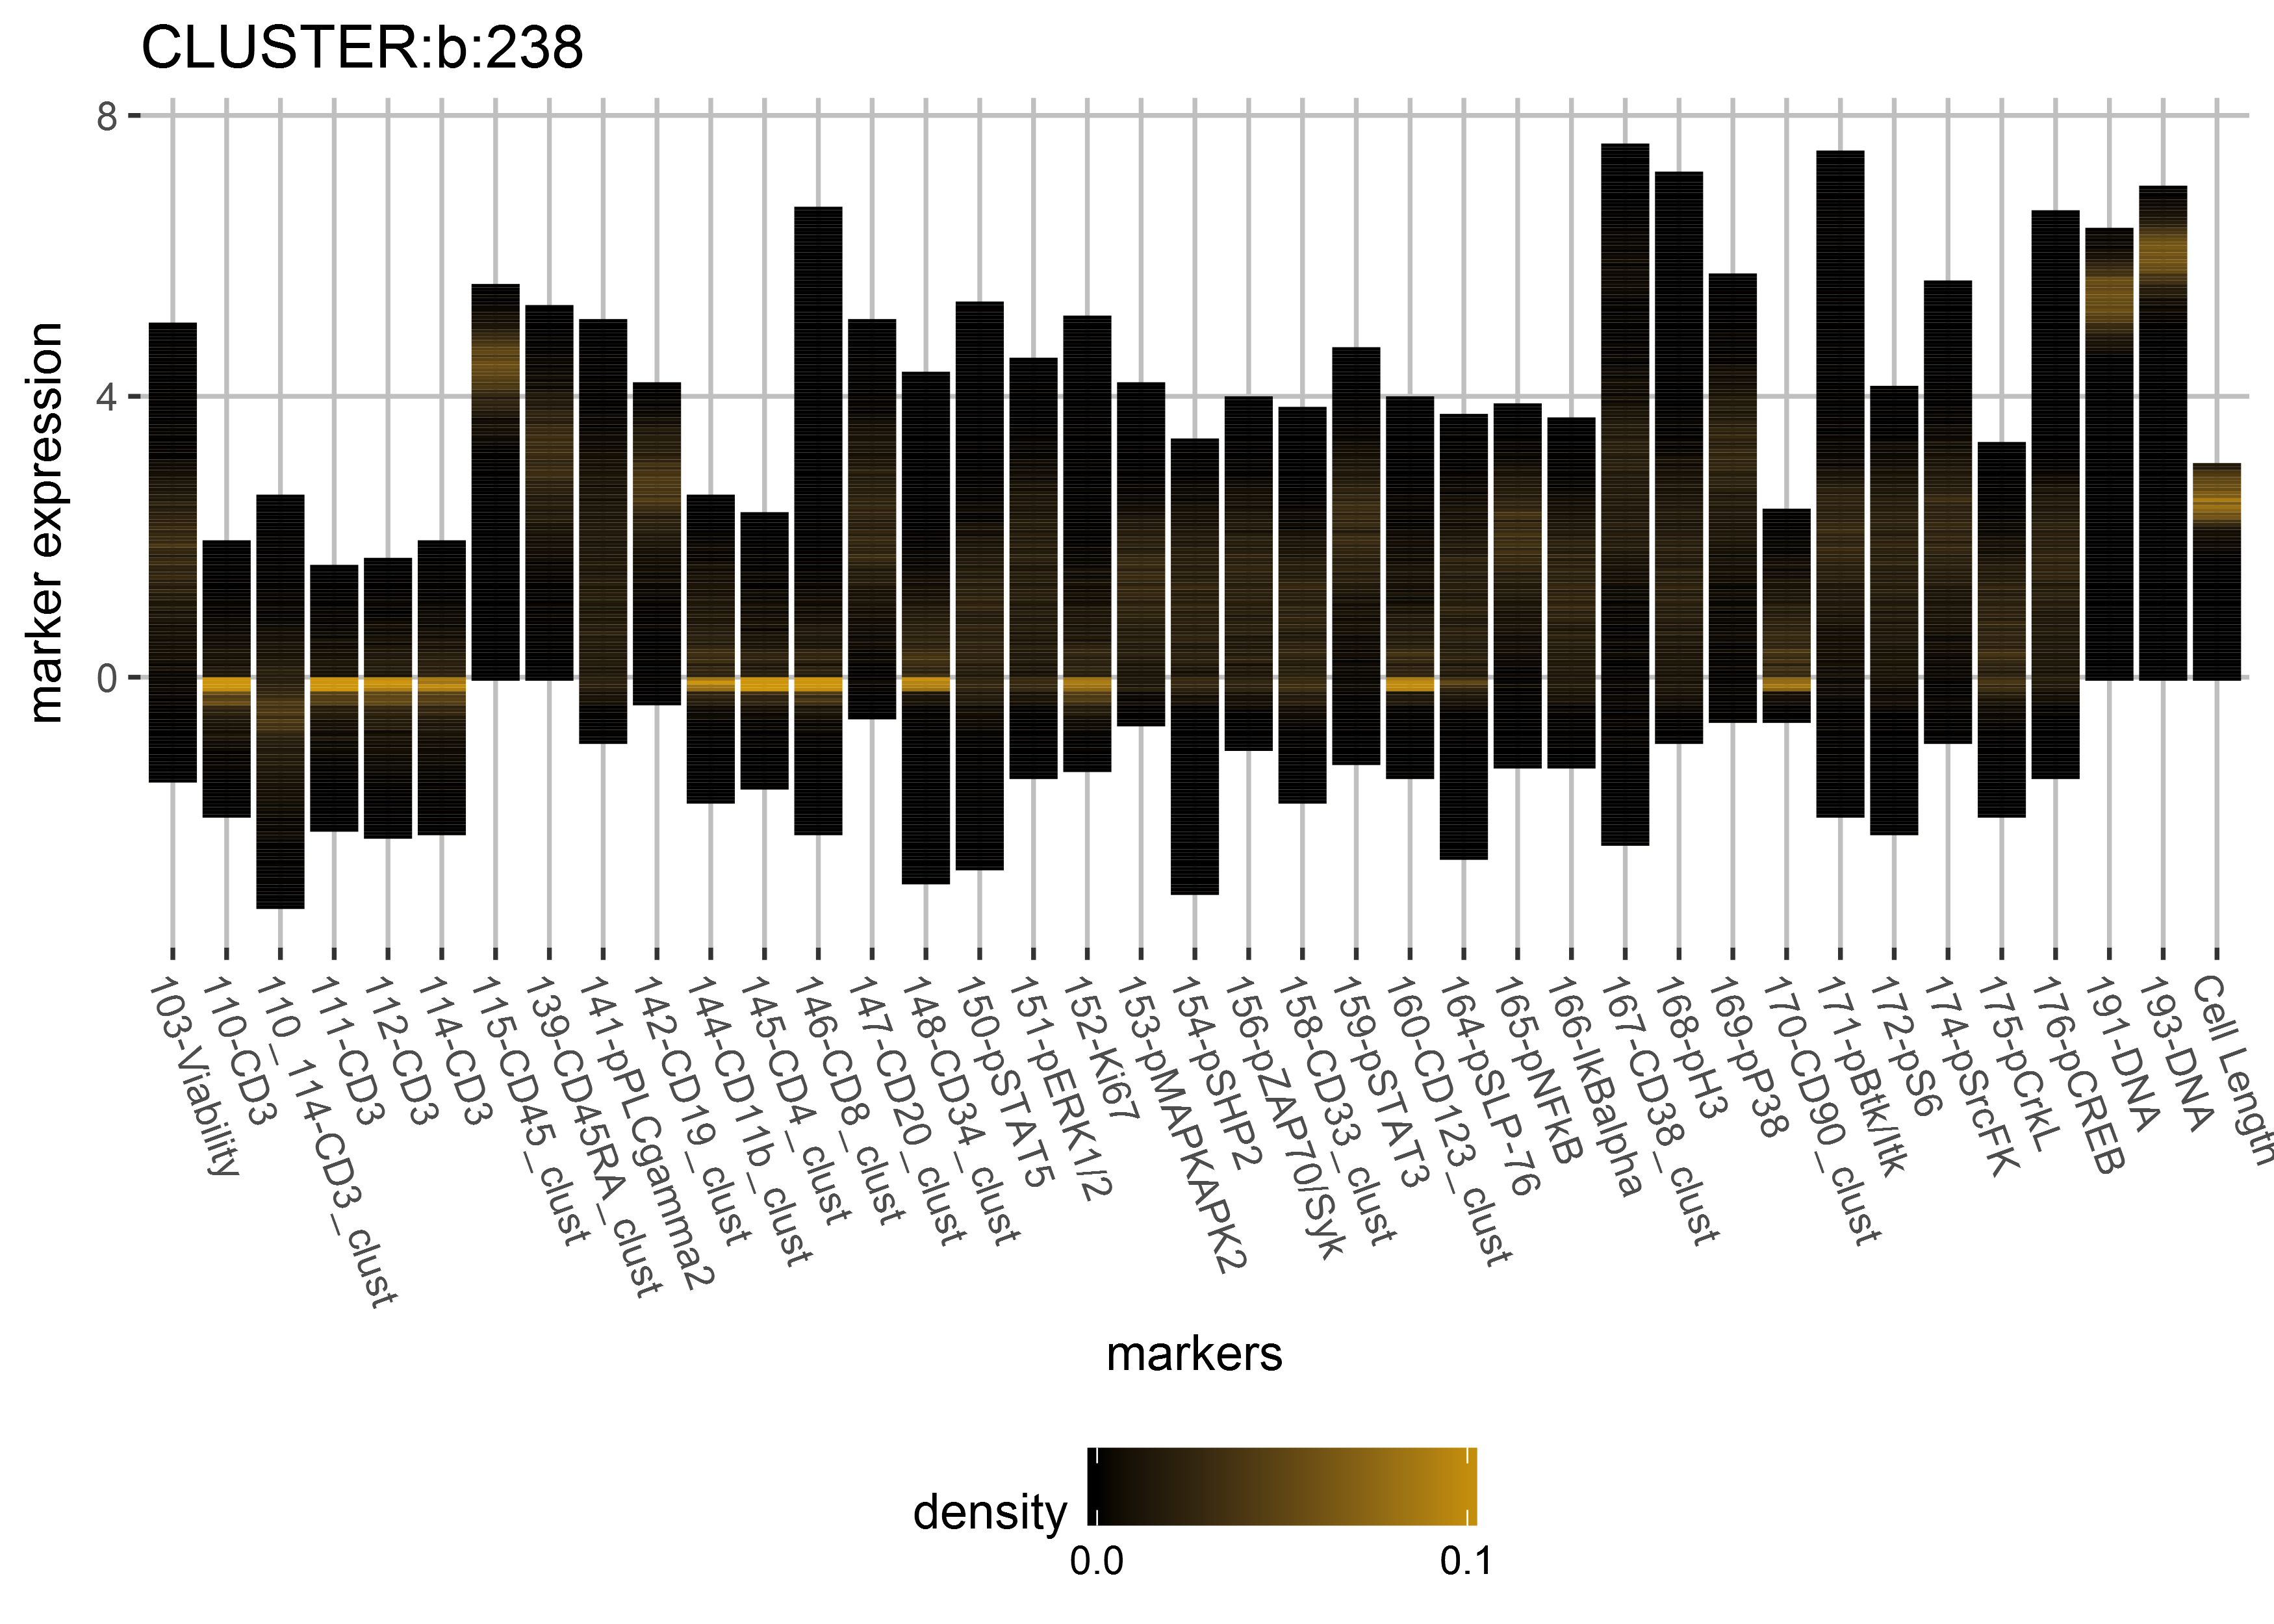 CLUSTER:b:238
marker expression
8
4
0
103-Viability
110-CD3
110_114-CD3_clust
111-CD3
112-CD3
114-CD3
115-CD45_clust
139-CD45RA_clust
141-pPLCgamma2
142-CD19_clust
144-CD11b_clust
145-CD4_clust
146-CD8_clust
147-CD20_clust
148-CD34_clust
150-pSTAT5
151-pERK1/2
152-Ki67
153-pMAPKAPK2
154-pSHP2
156-pZAP70/Syk
158-CD33_clust
159-pSTAT3
160-CD123_clust
164-pSLP-76
165-pNFkB
166-IkBalpha
167-CD38_clust
168-pH3
169-pP38
170-CD90_clust
171-pBtk/Itk
172-pS6
174-pSrcFK
175-pCrkL
176-pCREB
191-DNA
193-DNA
Cell Length
markers
density
0.0 0.1